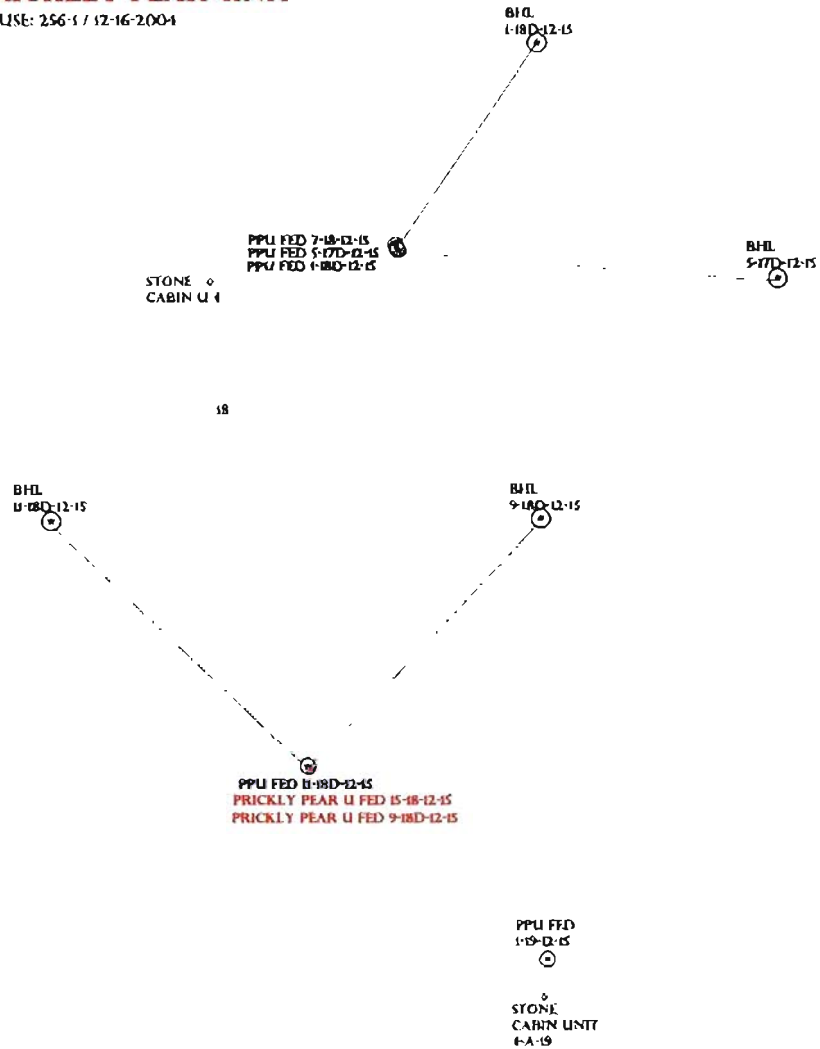 USE: 256-1 / 12-16-2004
BHL
1-18D-12-15
PPU FED 7-18-12-15
PPU FED 5-17D-12-15
PPU FED 1-18D-12-15
BHL
5-17D-12-15
STONE
CABIN U 1
18
BHL
11-18D-12-15
BHL
9-18D-12-15
PPU FED 11-18D-12-15
PRICKLY PEAR U FED 15-18-12-15
PRICKLY PEAR U FED 9-18D-12-15
PPU FED
1-19-12-15
STONE
CABIN UNIT
1-A-19